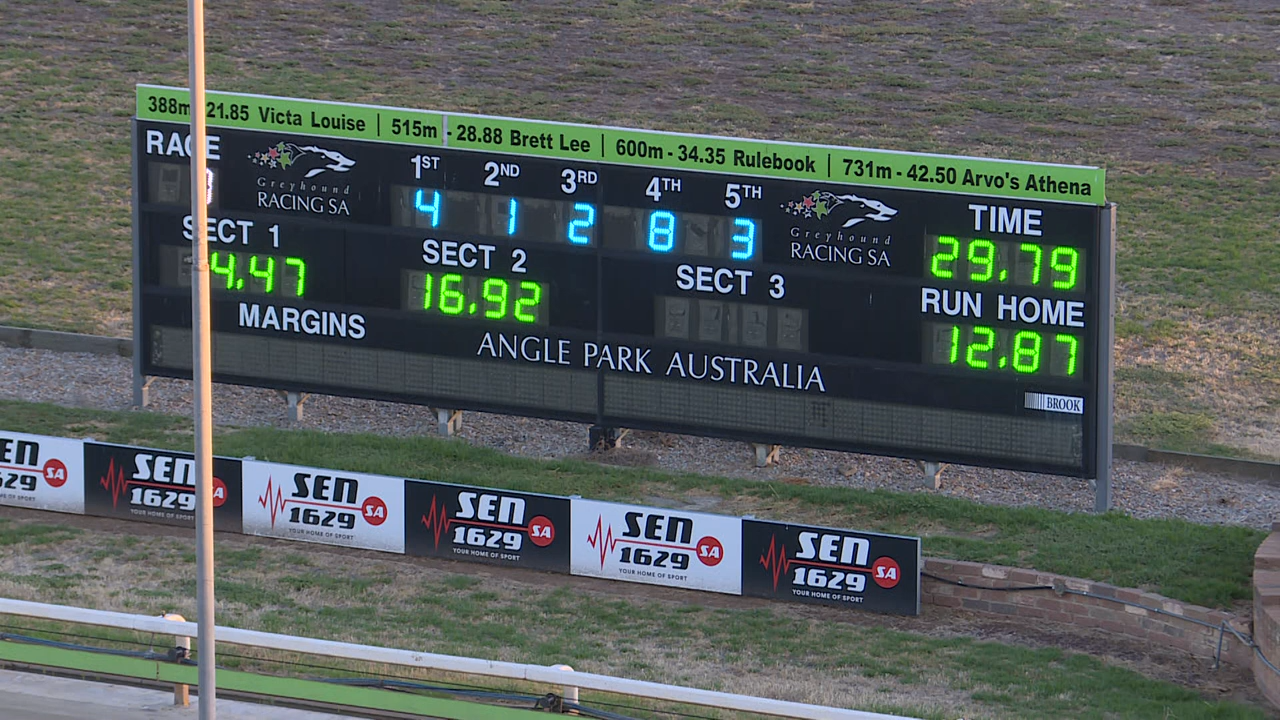 388m 21.85 Victa Louise | 515m - 28.88 Brett Lee | 600m - 34.35 Rulebook | 731m - 42.50 Arvo's Athena
RACE
Greyhound
RACING SA
1ST 2ND 3RD 4TH 5TH
4 1 2 8 3
Greyhound
RACING SA
TIME
29.79
SECT 1
4.47
SECT 2
16.92
SECT 3
RUN HOME
12.87
MARGINS
ANGLE PARK AUSTRALIA
BROOK
SEN SA
629
SEN
1629
YOUR HOME OF SPORT
SEN SA
1629
YOUR HOME OF SPORT
SEN SA
1629
YOUR HOME OF SPORT
SEN SA
1629
YOUR HOME OF SPORT
SEN SA
1629
YOUR HOME OF SPORT